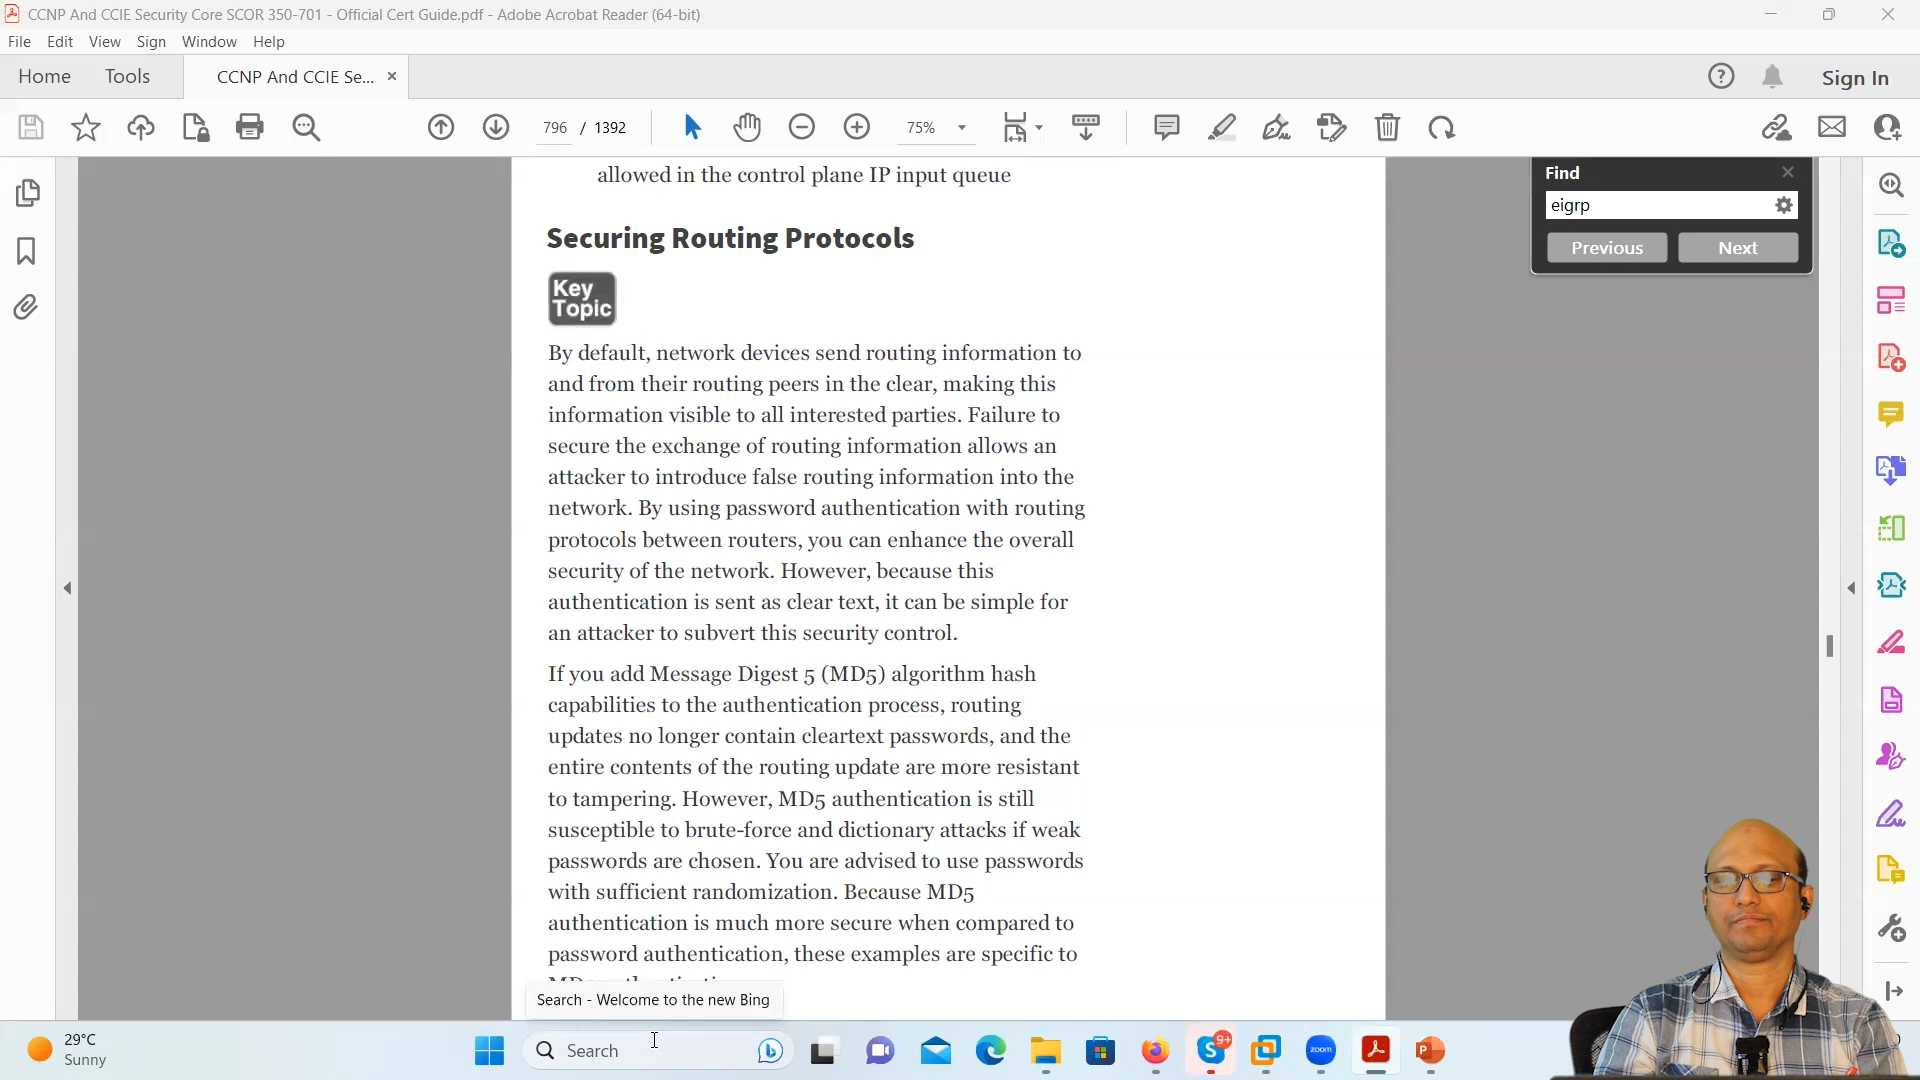 CCNP And CCIE Security Core SCOR 350-701 - Official Cert Guide.pdf - Adobe Acrobat Reader (64-bit)
File Edit View Sign Window Help
Home Tools CCNP And CCIE Se... × Sign In
796 / 1392 75%
allowed in the control plane IP input queue
Find
eigrp
Previous Next
Securing Routing Protocols
Key
Topic
By default, network devices send routing information to
and from their routing peers in the clear, making this
information visible to all interested parties. Failure to
secure the exchange of routing information allows an
attacker to introduce false routing information into the
network. By using password authentication with routing
protocols between routers, you can enhance the overall
security of the network. However, because this
authentication is sent as clear text, it can be simple for
an attacker to subvert this security control.
If you add Message Digest 5 (MD5) algorithm hash
capabilities to the authentication process, routing
updates no longer contain cleartext passwords, and the
entire contents of the routing update are more resistant
to tampering. However, MD5 authentication is still
susceptible to brute-force and dictionary attacks if weak
passwords are chosen. You are advised to use passwords
with sufficient randomization. Because MD5
authentication is much more secure when compared to
password authentication, these examples are specific to
Search - Welcome to the new Bing
29°C
Sunny
Search
9+
zoom